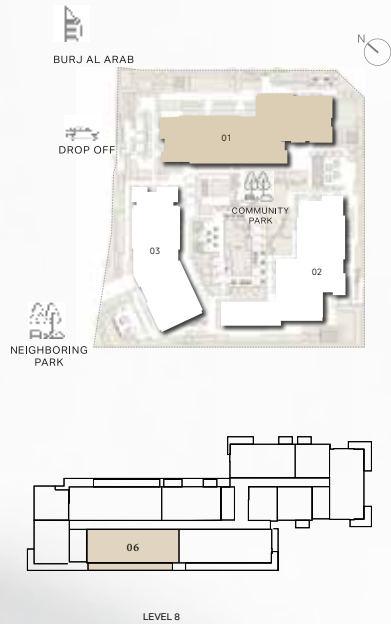 N
BURJ AL ARAB
DROP OFF
01
COMMUNITY
PARK
03
02
NEIGHBORING
PARK
06
LEVEL 8